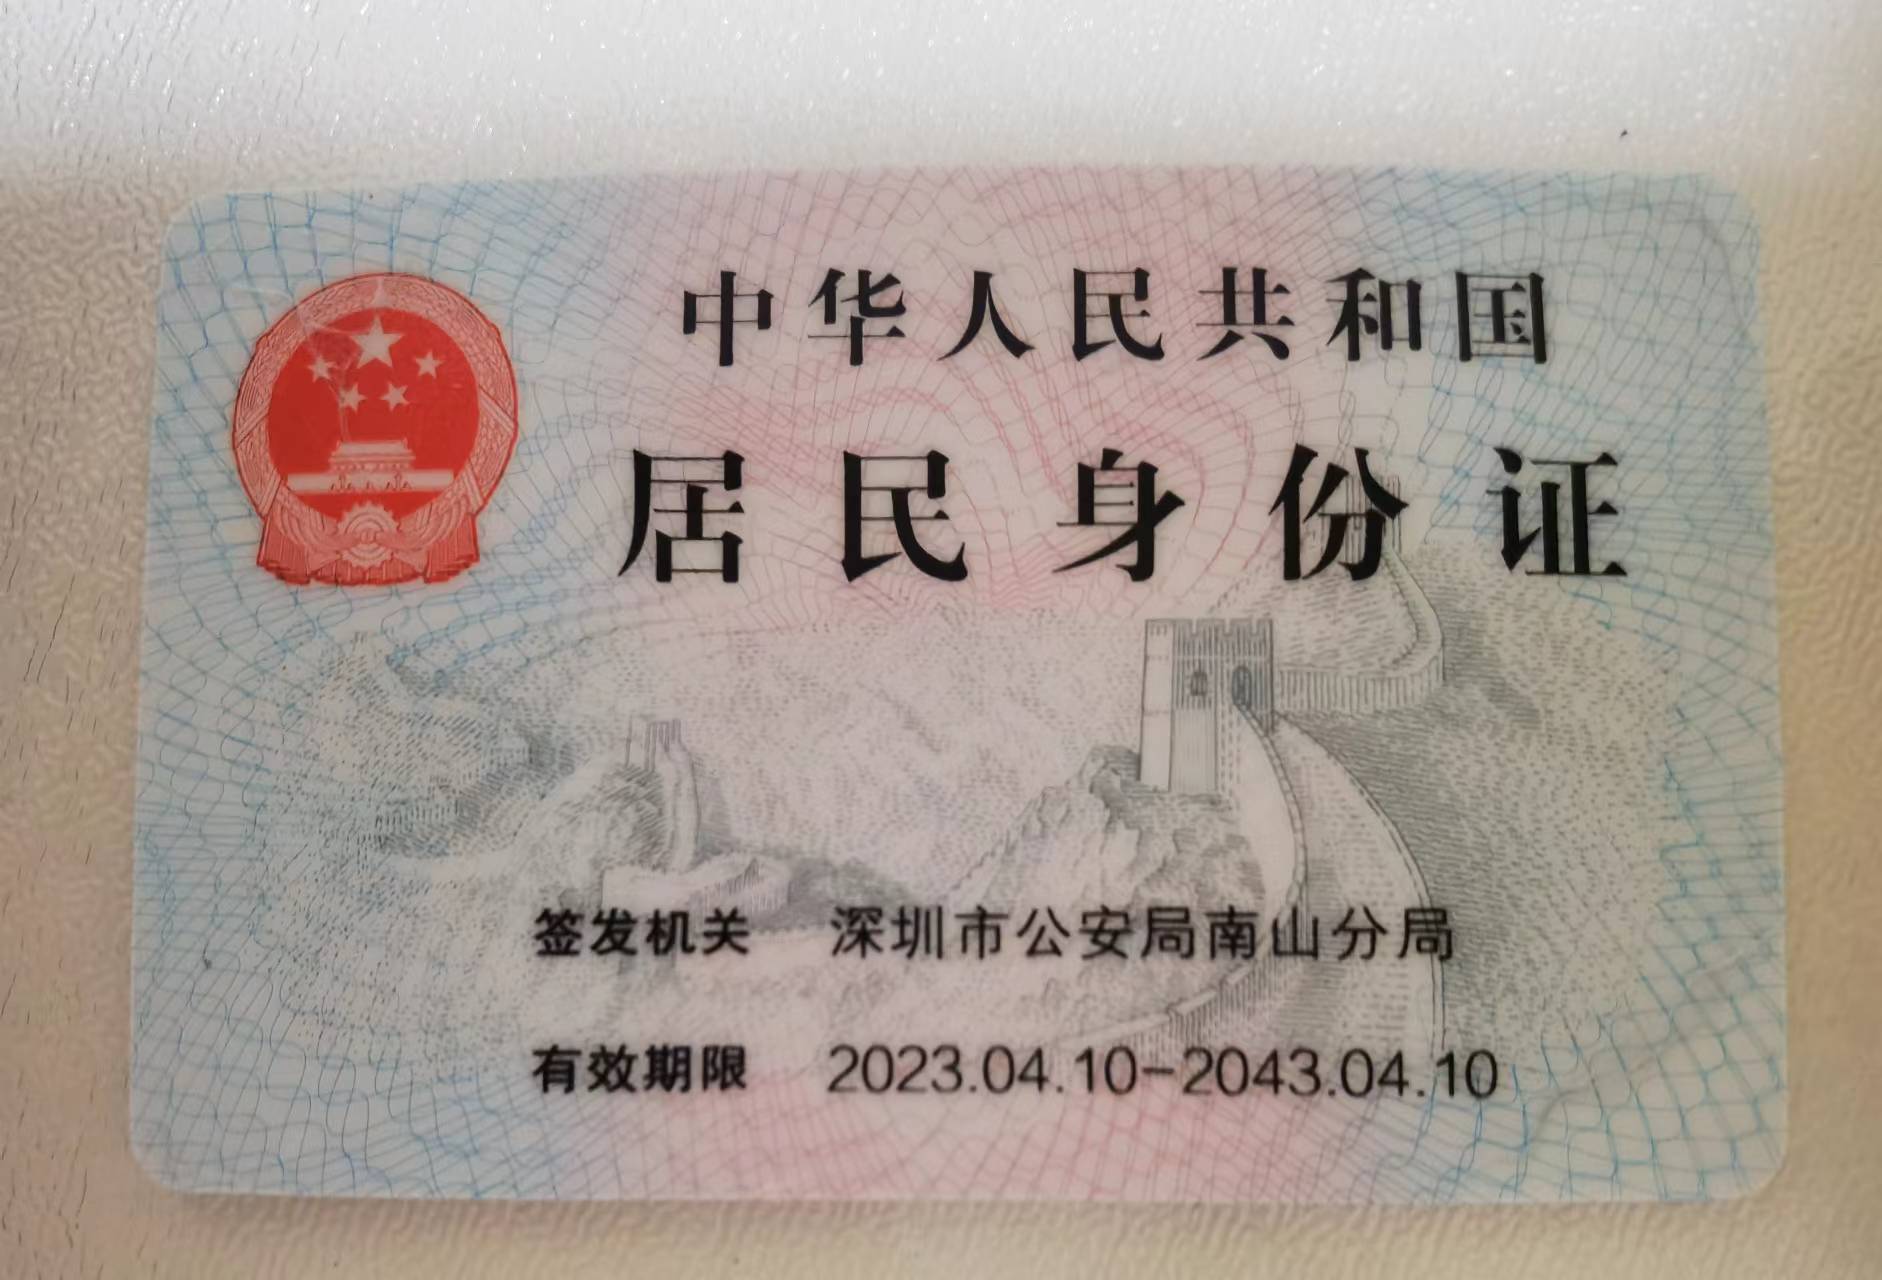 中华人民共和国
居民身份证
签发机关 深圳市公安局南山分局
有效期限 2023.04.10-2043.04.10